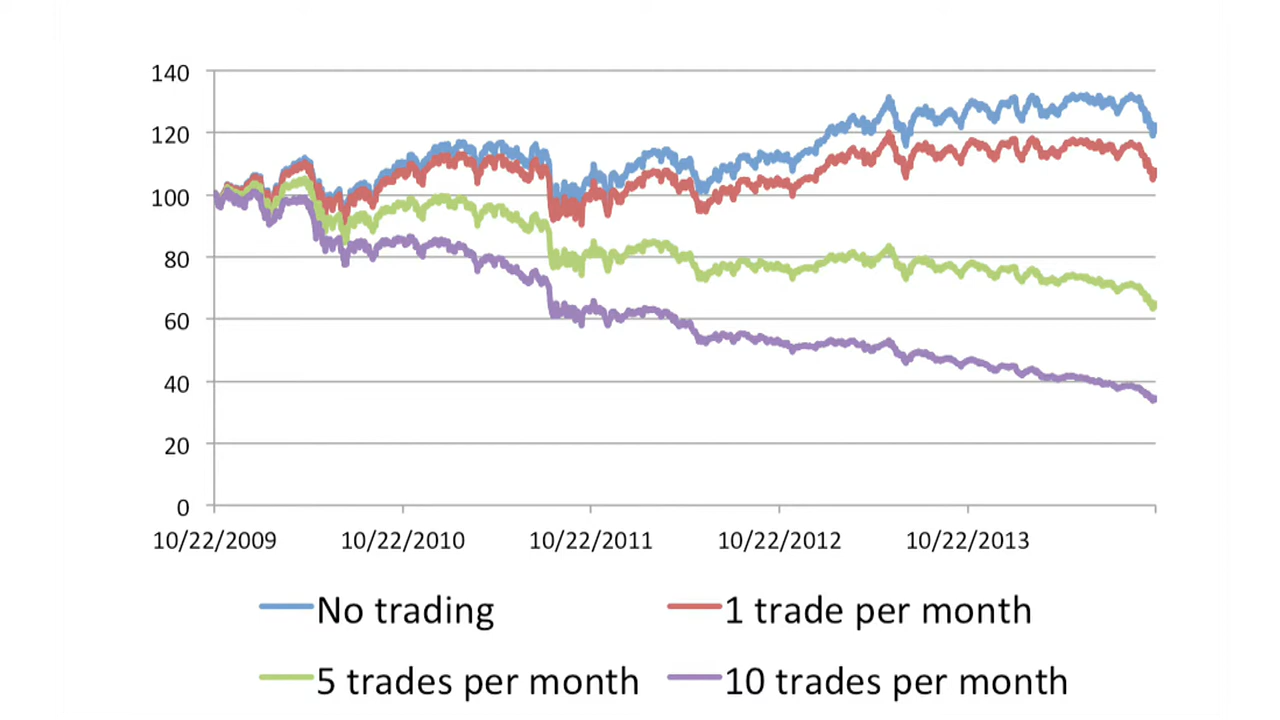 140
120
100
80
60
40
20
0
10/22/2009 10/22/2010 10/22/2011 10/22/2012 10/22/2013
No trading 1 trade per month
5 trades per month 10 trades per month